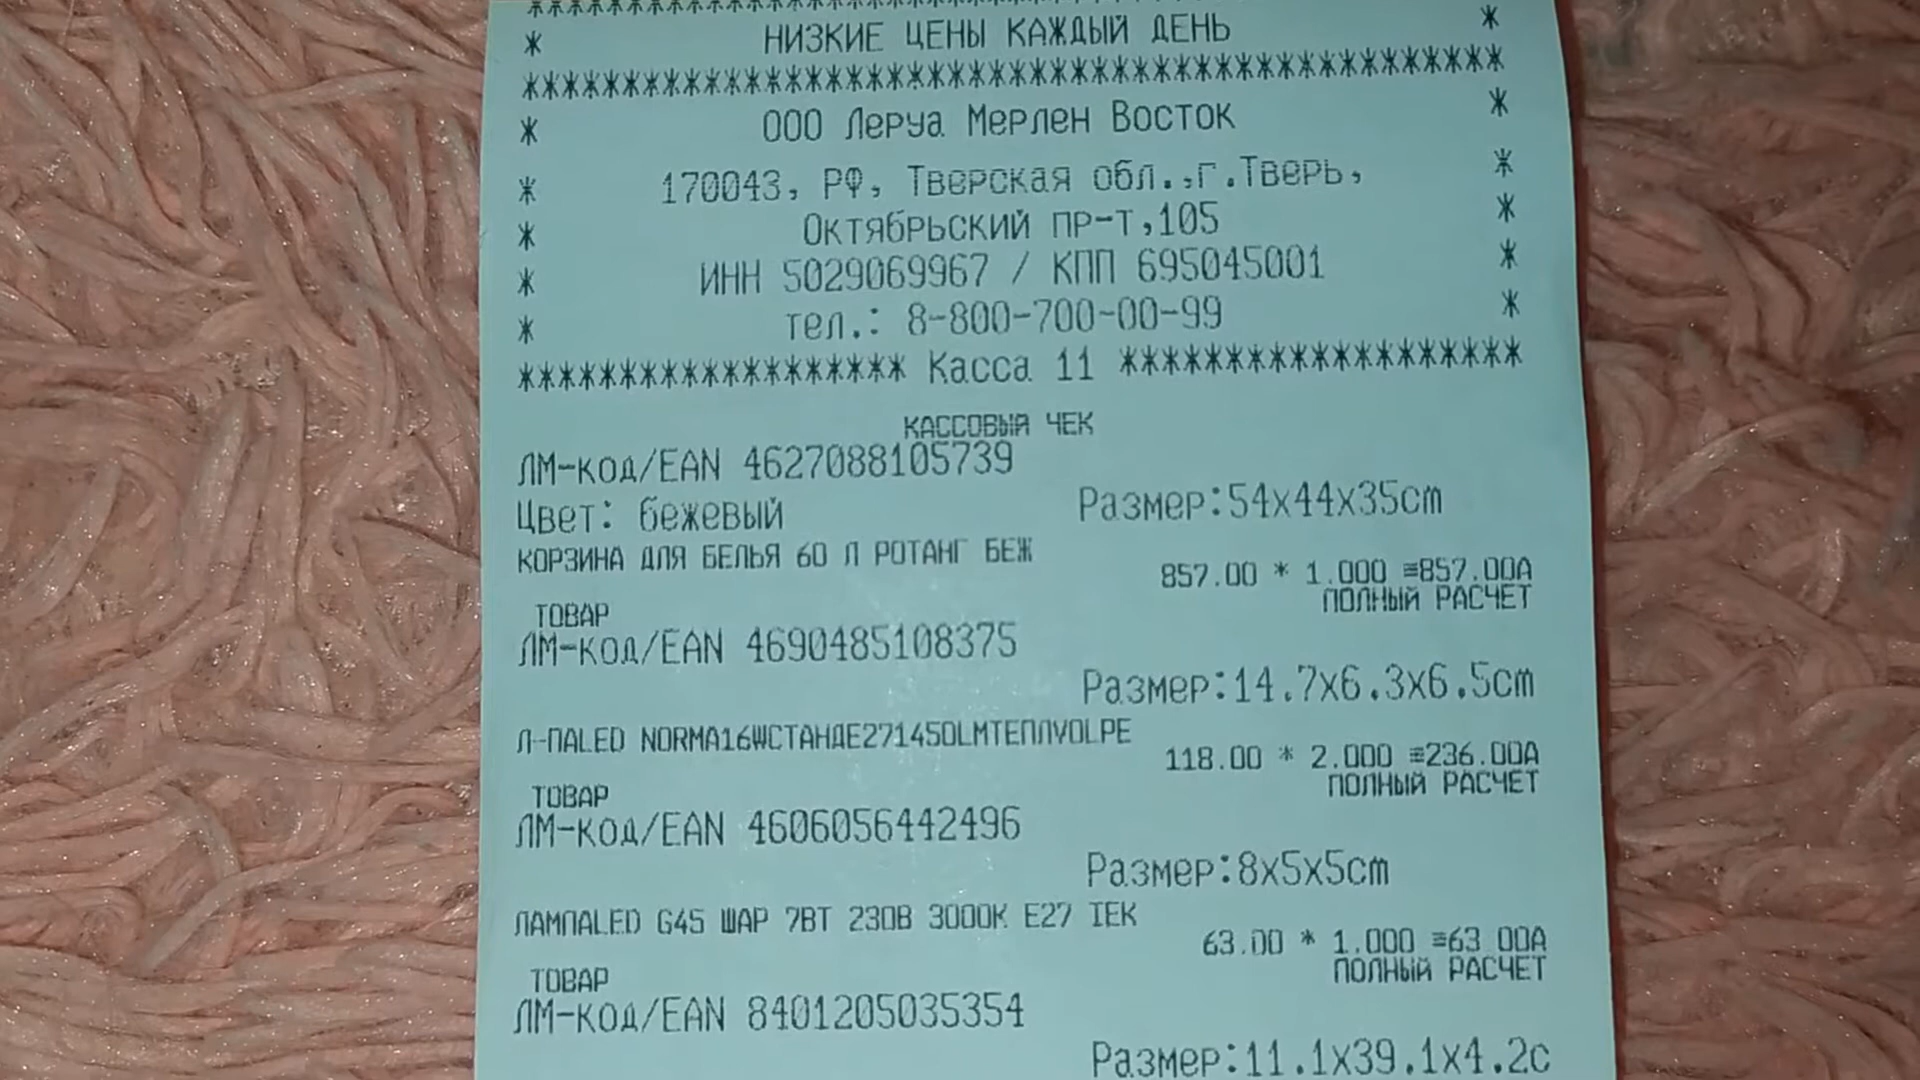 ******************************************
* НИЗКИЕ ЦЕНЫ КАЖДЫЙ ДЕНЬ *
*************************************************
* ООО Леруа Мерлен Восток *
* 170043, РФ, Тверская обл.,г.Тверь, *
* Октябрьский пр-т,105 *
* ИНН 5029069967 / КПП 695045001 *
* тел.: 8-800-700-00-99 *
******************* Касса 11 ********************
КАССОВЫЙ ЧЕК
ЛМ-код/EAN 4627088105739
Цвет: бежевый Размер:54x44x35cm
КОРЗИНА ДЛЯ БЕЛЬЯ 60 Л РОТАНГ БЕЖ
857.00 * 1.000 ≡857.00А
ТОВАР ПОЛНЫЙ РАСЧЕТ
ЛМ-код/EAN 4690485108375
Размер:14.7x6.3x6.5cm
Л-ПАLED NORMA16WСТАНДE271450LMТЕПЛVOLPE
118.00 * 2.000 ≡236.00А
ТОВАР ПОЛНЫЙ РАСЧЕТ
ЛМ-код/EAN 4606056442496
Размер:8x5x5cm
ЛАМПАLED G45 ШАР 7ВТ 230В 3000К E27 IEK
63.00 * 1.000 ≡63.00А
ТОВАР ПОЛНЫЙ РАСЧЕТ
ЛМ-код/EAN 8401205035354
Размер:11.1x39.1x4.2c